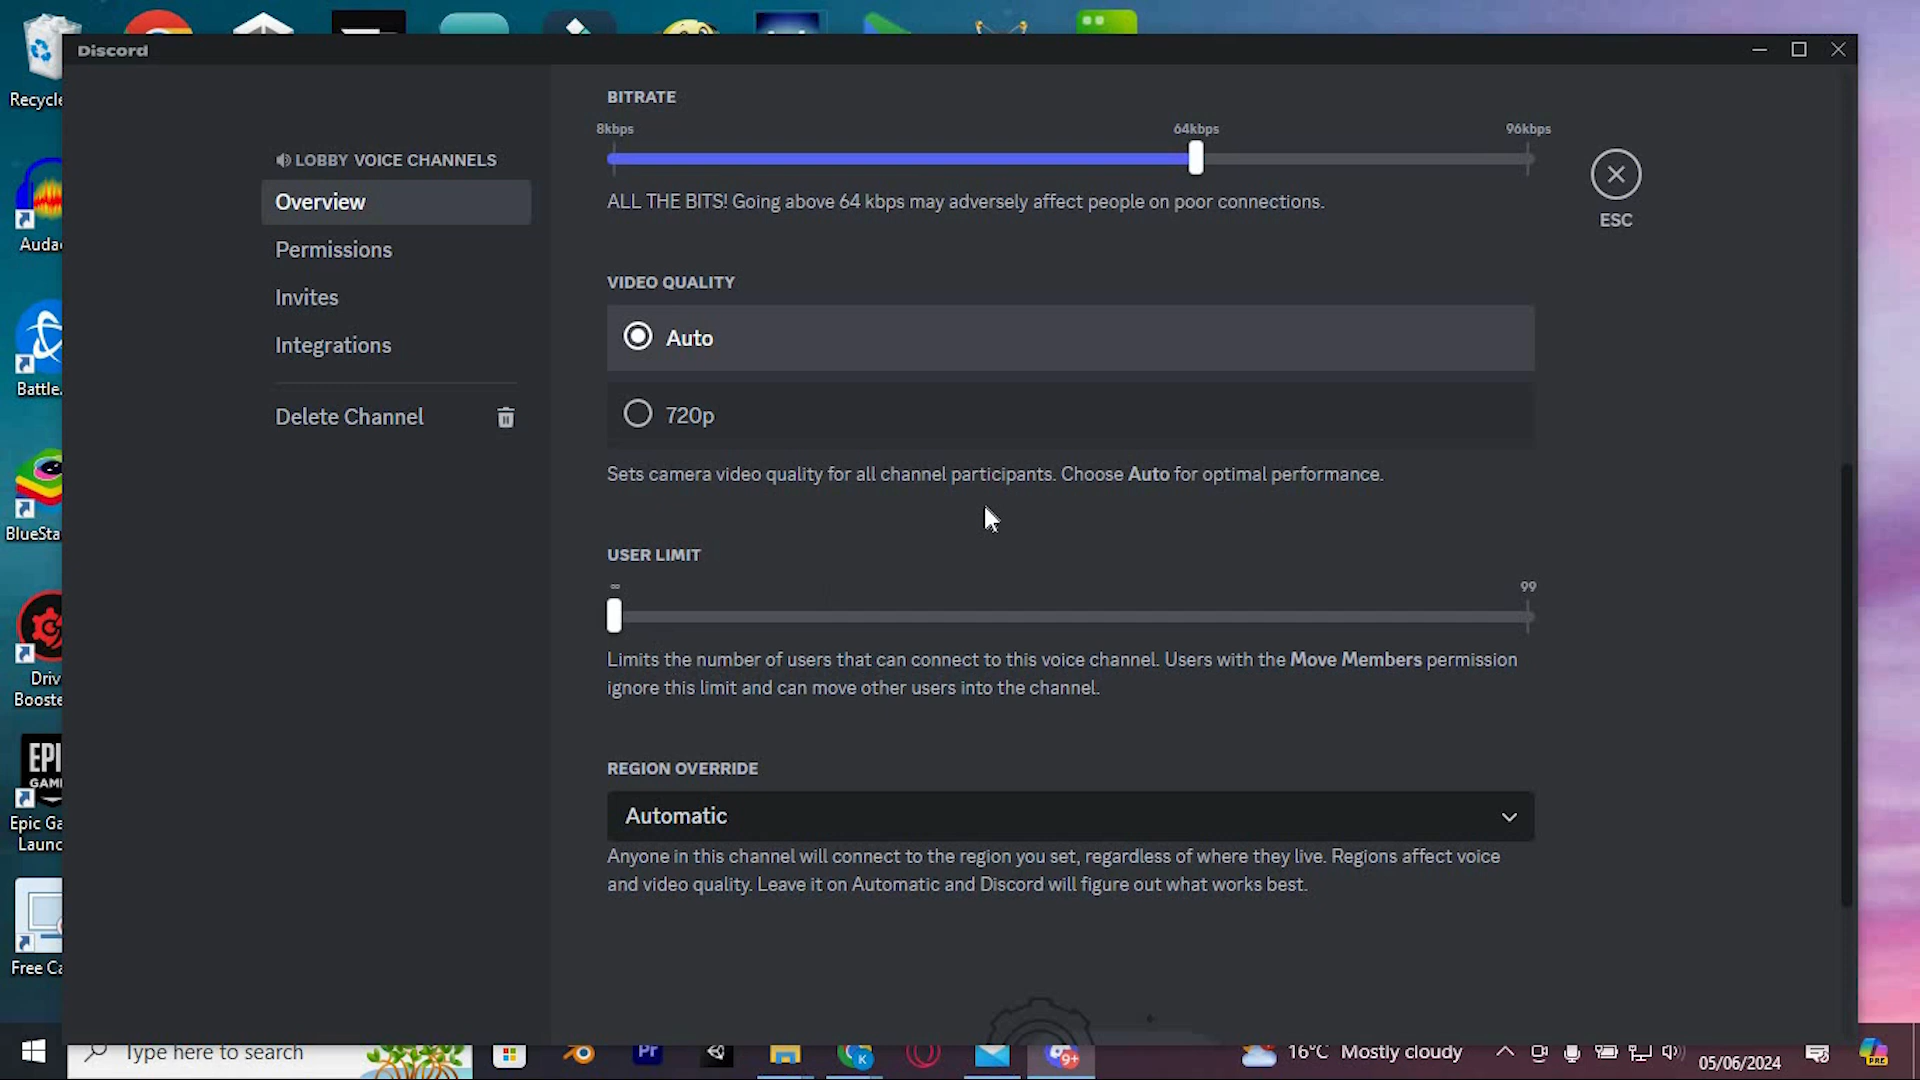 Discord
Recycle
Audac
Battle.
BlueSta
Driv
Booste
EPI
GAM
Epic Ga
Launc
Free Ca
LOBBY VOICE CHANNELS
Overview
Permissions
Invites
Integrations
Delete Channel
BITRATE
8kbps 64kbps 96kbps
ALL THE BITS! Going above 64 kbps may adversely affect people on poor connections.
ESC
VIDEO QUALITY
Auto
720p
Sets camera video quality for all channel participants. Choose Auto for optimal performance.
USER LIMIT
∞ 99
Limits the number of users that can connect to this voice channel. Users with the Move Members permission
ignore this limit and can move other users into the channel.
REGION OVERRIDE
Automatic
Anyone in this channel will connect to the region you set, regardless of where they live. Regions affect voice
and video quality. Leave it on Automatic and Discord will figure out what works best.
Type here to search
Pr
K
9+
16°C Mostly cloudy
05/06/2024
PRE